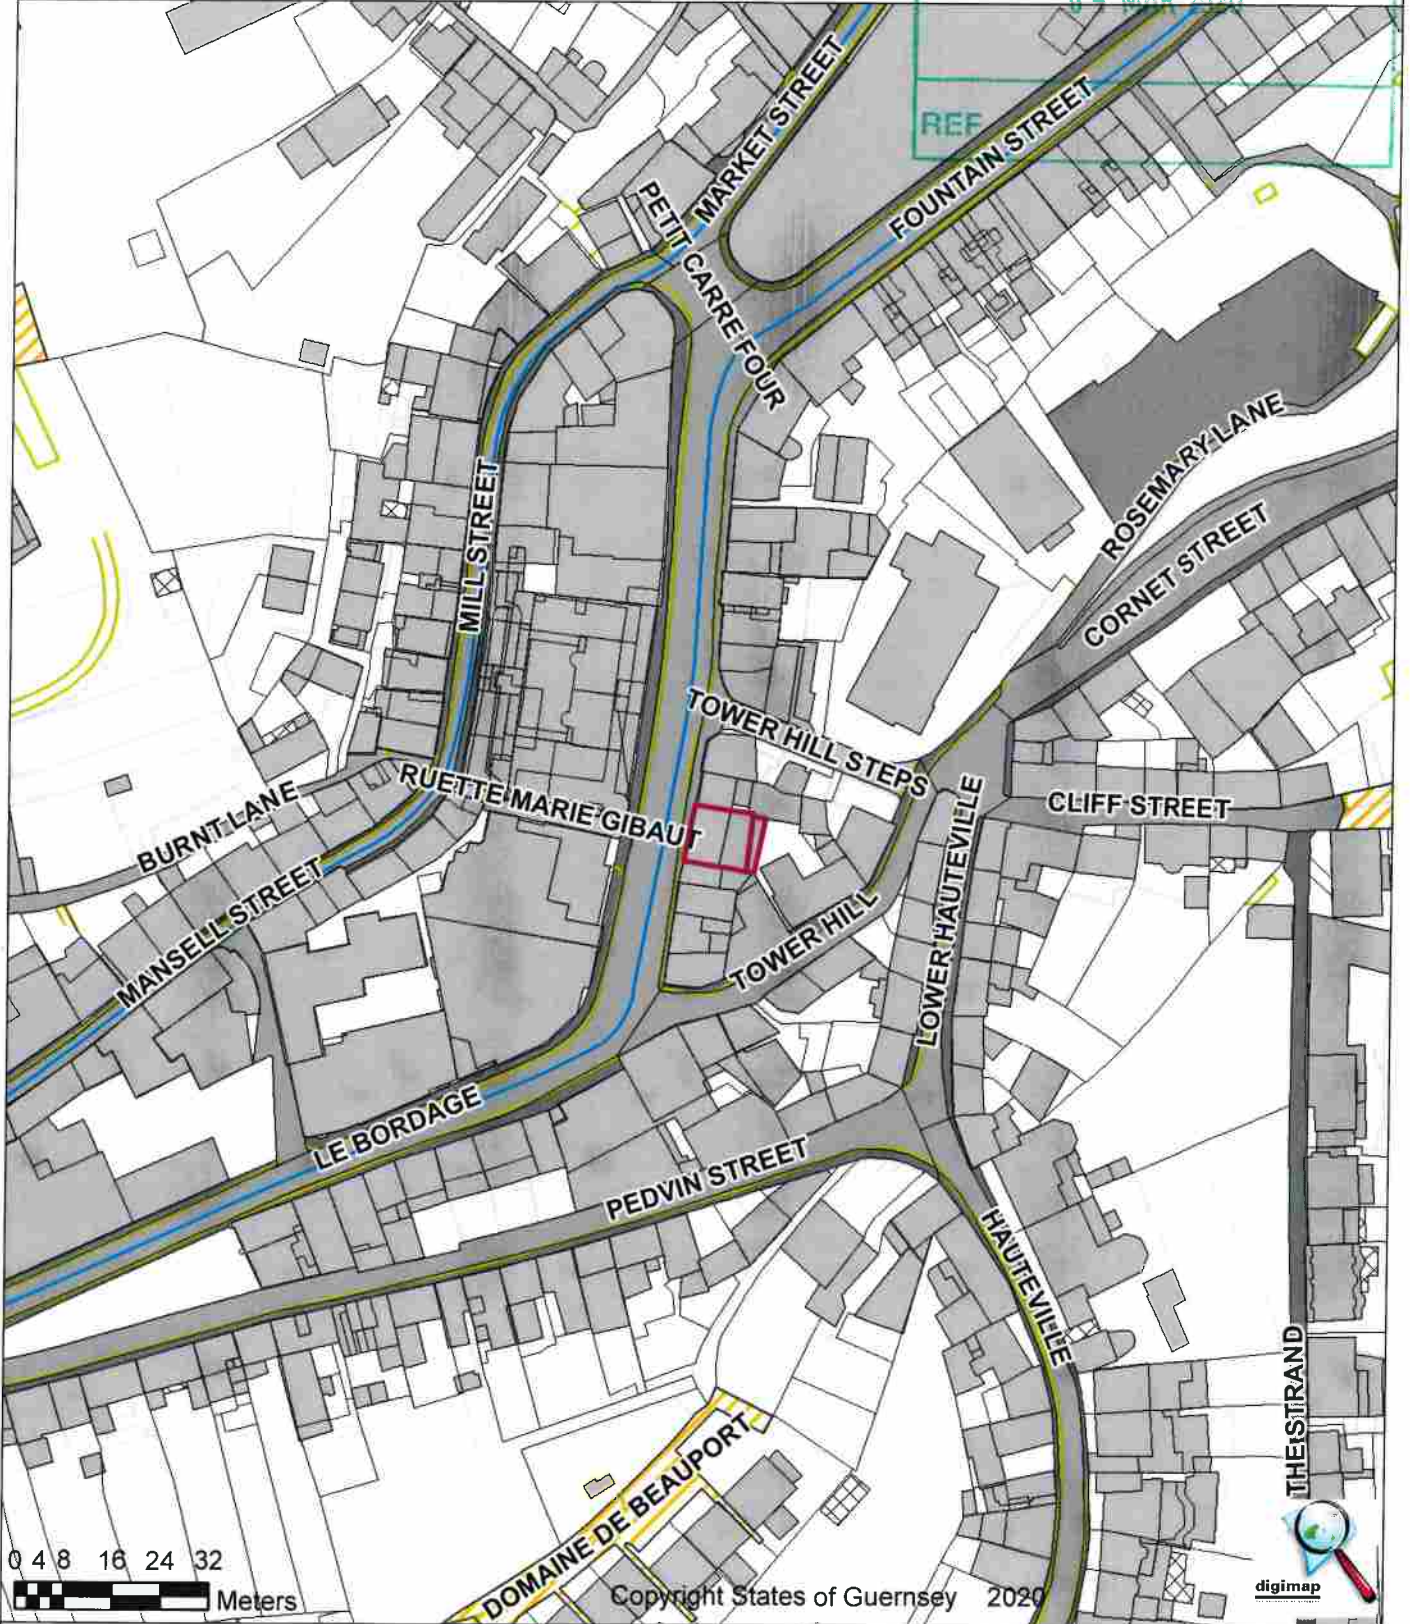 REF
MARKET STREET
FOUNTAIN STREET
PETIT CARREFOUR
ROSEMARY LANE
CORNET STREET
MILL STREET
TOWER HILL STEPS
RUETTE MARIE GIBAUT
CLIFF STREET
BURNT LANE
MANSELL STREET
LOWER HAUTEVILLE
TOWER HILL
LE BORDAGE
PEDVIN STREET
HAUTEVILLE
THE STRAND
DOMAINE DE BEAUPORT
0 4 8 16 24 32
Meters
Copyright States of Guernsey 2020
digimap